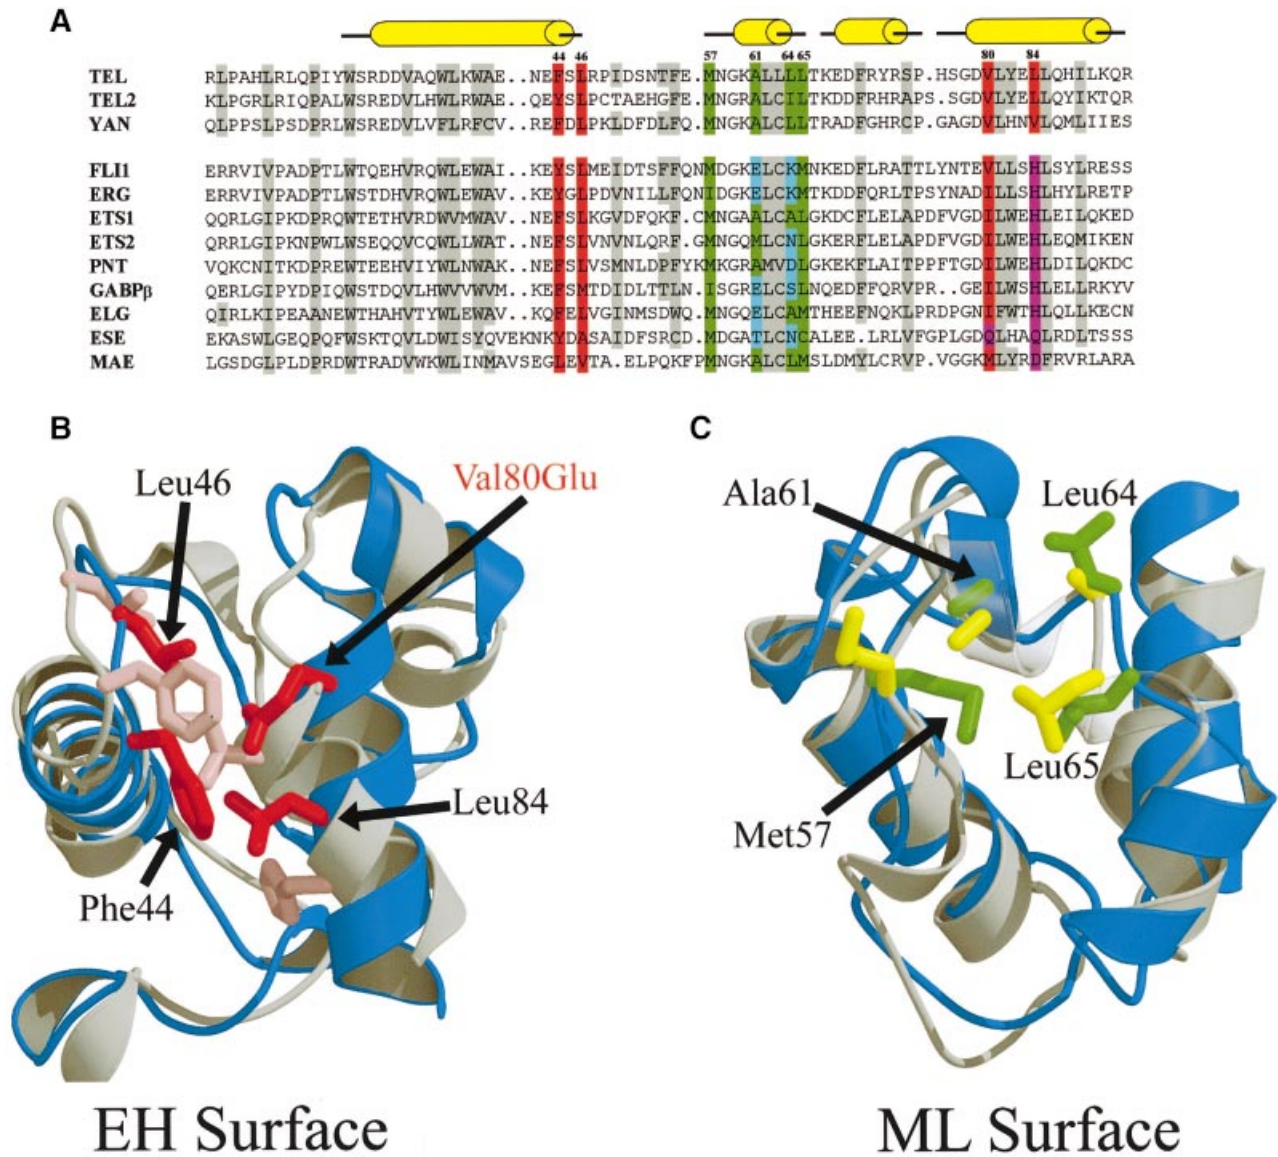 A
44 46 57 61 64 65 80 84
TEL RLPAHLRLQPIYWSRDDVAQWLKWAE..NEFSLRPIDSNTFE.MNGKALLLLTKEDFRYRSP.HSGDVLYELLQHILKQR
TEL2 KLPGRLRIQPALWSREDVLHWLRWAE..QEYSLPCTAEHGFE.MNGRALCILTKDDFRHRAPS.SGDVLYELLQYIKTQR
YAN QLPPSLPSDPRLWSREDVLVFLRFCV..REFDLPKLDFDLFQ.MNGKALCLLTRADFGHRCP.GAGDVLHNVLQMLIIES
FLI1 ERRVIVPADPTLWTQEHVRQWLEWAI..KEYSLMEIDTSFFQNMDGKELCKMNKEDFLRATTLYNTEVLLSHLSYLRESS
ERG ERRVIVPADPTLWSTDHVRQWLEWAV..KEYGLPDVNILLFQNIDGKELCKMTKDDFQRLTPSYNADILLSHLHYLRETP
ETS1 QQRLGIPKDPRQWTETHVRDWVMWAV..NEFSLKGVDFQKF.CMNGAALCALGKDCFLELAPDFVGDILWEHLEILQKED
ETS2 QRRLGIPKNPWLWSEQQVCQWLLWAT..NEFSLVNVNLQRF.GMNGQMLCNLGKERFLELAPDFVGDILWEHLEQMIKEN
PNT VQKCNITKDPREWTEEHVIYWLNWAK..NEFSLVSMNLDPFYKMKGRAMVDLGKEKFLAITPPFTGDILWEHLDILQKDC
GABPβ QERLGIPYDPIQWSTDQVLHWVVWVM..KEFSMTDIDLTTLN.ISGRELCSLNQEDFFQRVPR..GEILWSHLELLRKYV
ELG QIRLKIPEAANEWTHAHVTYWLEWAV..KQFELVGINMSDWQ.MNGQELCAMTHEEFNQKLPRDPGNIFWTHLQLLKECN
ESE EKASWLGEQPQFWSKTQVLDWISYQVEKNKYDASAIDFSRCD.MDGATLCNCALEE.LRLVFGPLGDQLHAQLRDLTSSS
MAE LGSDGLPLDPRDWTRADVWKWLINMAVSEGLEVTA.ELPQKFPMNGKALCLMSLDMYLCRVP.VGGKMLYRDFRVRLARA
B
C
Leu46
Val80Glu
Leu84
Phe44
Ala61
Leu64
Leu65
Met57
EH Surface
ML Surface